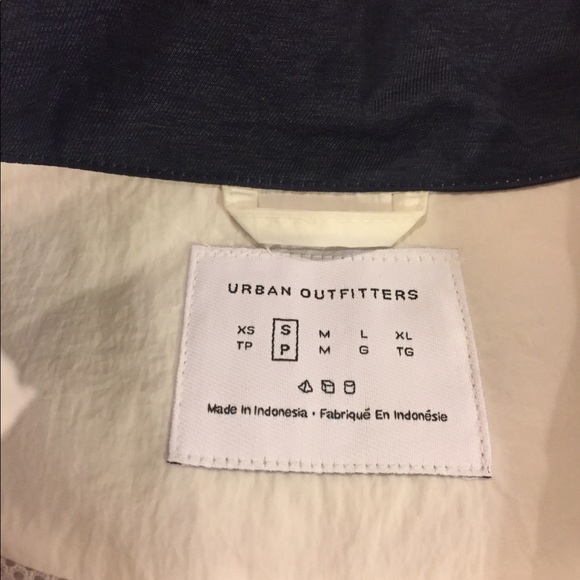 URBAN OUTFITTERS
XS S M L XL
TP P M G TG
Made in Indonesia • Fabriqué En Indonésie